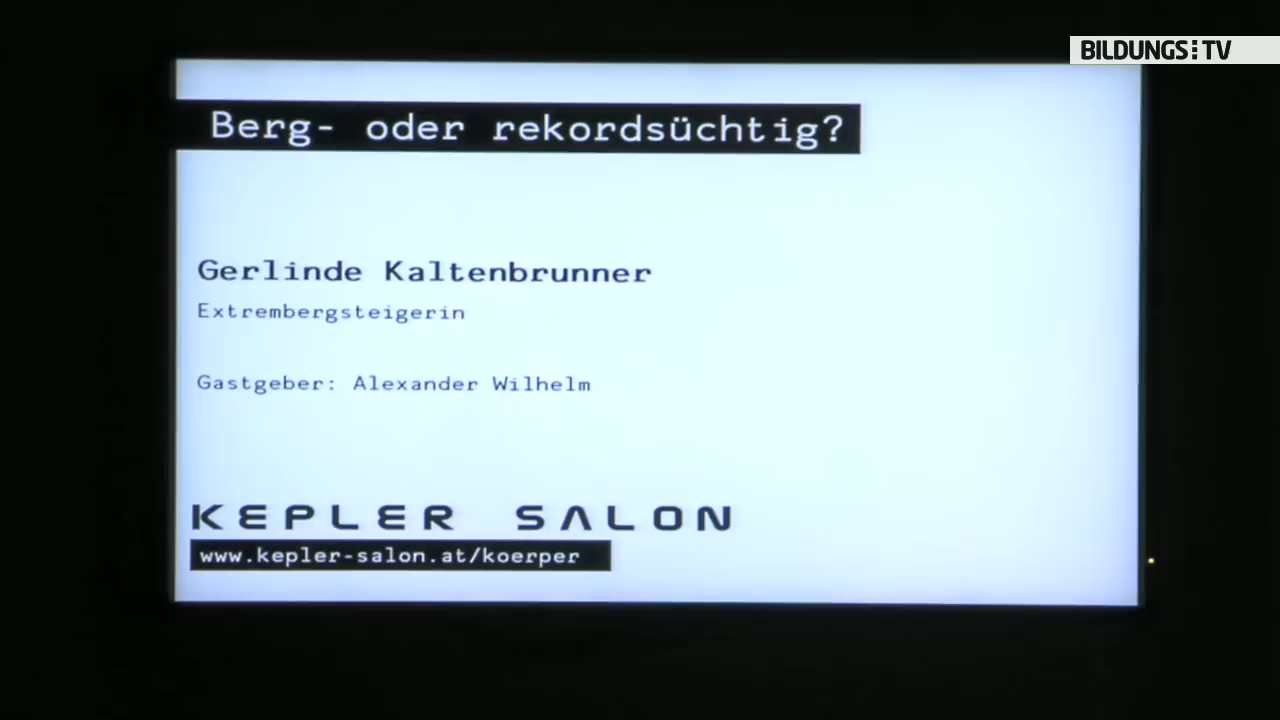 BILDUNGS TV
Berg- oder rekordsüchtig?
Gerlinde Kaltenbrunner
Extrembergsteigerin
Gastgeber: Alexander Wilhelm
KEPLER SALON
www.kepler-salon.at/koerper